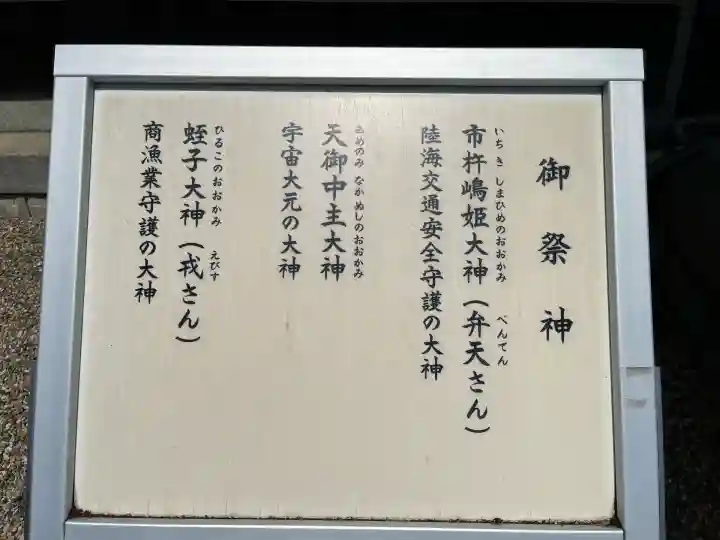 御祭神
市杵嶋姫大神（弁天さん）
いちきしまひめのおおかみ　べんてん
陸海交通安全守護の大神
天御中主大神
あめのみなかぬしのおおかみ
宇宙大元の大神
蛭子大神（戎さん）
ひるこのおおかみ　えびす
商漁業守護の大神